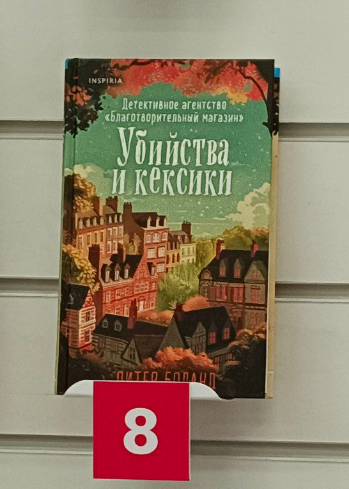 INSPIRIA
Детективное агентство
«Благотворительный магазин»
Убийства
и кексики
ПИТЕР БОЛАНД
8